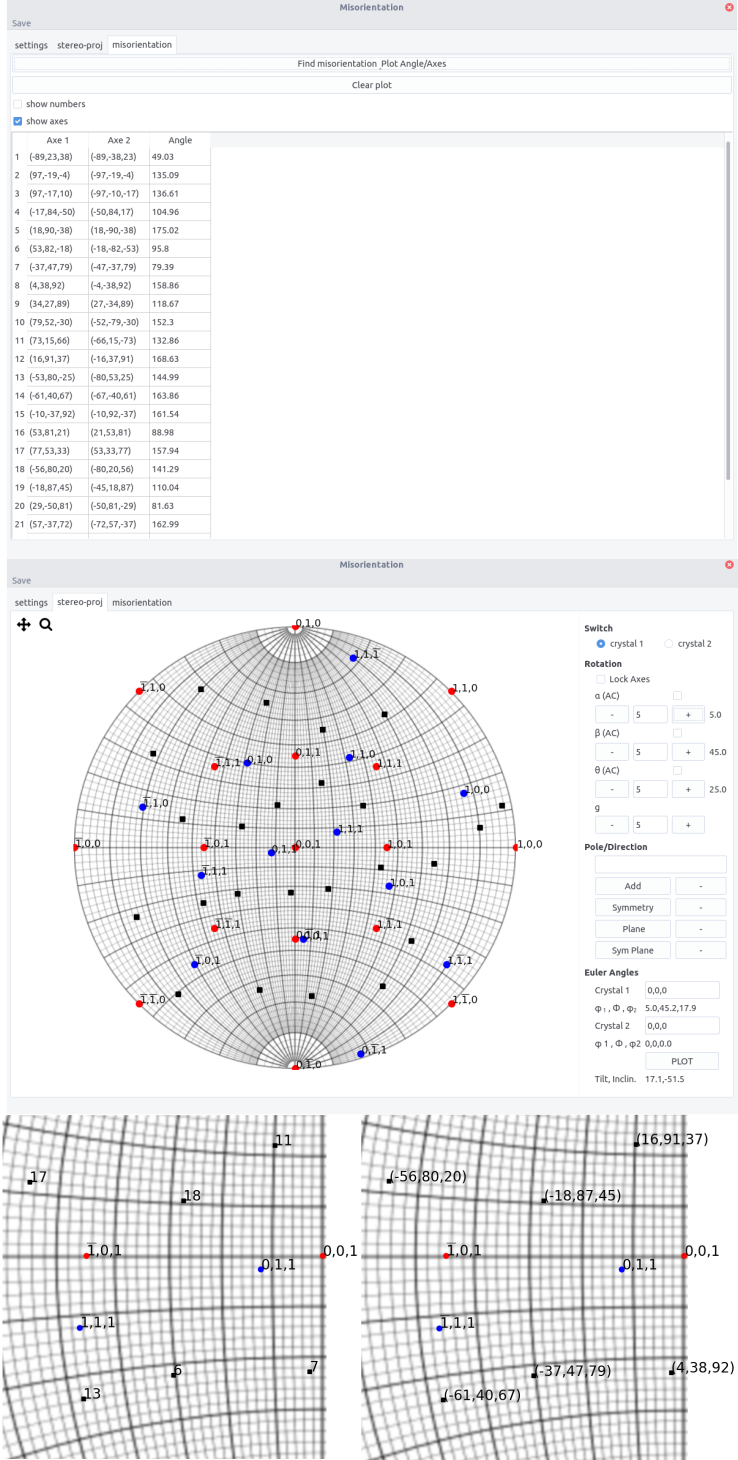 Misorientation
Save
settings stereo-proj misorientation
Find misorientation_Plot Angle/Axes
Clear plot
show numbers
show axes
Axe 1 Axe 2 Angle
1 (-89,23,38) (-89,-38,23) 49.03
2 (97,-19,-4) (-97,-19,-4) 135.09
3 (97,-17,10) (-97,-10,-17) 136.61
4 (-17,84,-50) (-50,84,17) 104.96
5 (18,90,-38) (18,-90,-38) 175.02
6 (53,82,-18) (-18,-82,-53) 95.8
7 (-37,47,79) (-47,-37,79) 79.39
8 (4,38,92) (-4,-38,92) 158.86
9 (34,27,89) (27,-34,89) 118.67
10 (79,52,-30) (-52,-79,-30) 152.3
11 (73,15,66) (-66,15,-73) 132.86
12 (16,91,37) (-16,37,91) 168.63
13 (-53,80,-25) (-80,53,25) 144.99
14 (-61,40,67) (-67,-40,61) 163.86
15 (-10,-37,92) (-10,92,-37) 161.54
16 (53,81,21) (21,53,81) 88.98
17 (77,53,33) (53,33,77) 157.94
18 (-56,80,20) (-80,20,56) 141.29
19 (-18,87,45) (-45,18,87) 110.04
20 (29,-50,81) (-50,81,-29) 81.63
21 (57,-37,72) (-72,57,-37) 162.99
Misorientation
Save
settings stereo-proj misorientation
0,1,0
1,1,1̅
1̅,1,0 1,1,0
0,1,1 1,1,0
1̅,1,1 0,1,0 1,1,1
1,0,0
1̅,1,0
1,1,1
1̅,0,0 1̅,0,1 0,1,1 0,0,1 1,0,1 1,0,0
1̅,1,1
1,0,1
1̅,1̅,1 1,1̅,1
1̅,0,1 1,1̅,1
1̅,1̅,0 1,1̅,0
0,1̅,1
0,1̅,0
Switch
crystal 1 crystal 2
Rotation
Lock Axes
α (AC)
- 5 + 5.0
β (AC)
- 5 + 45.0
θ (AC)
- 5 + 25.0
g
- 5 +
Pole/Direction
Add -
Symmetry -
Plane -
Sym Plane -
Euler Angles
Crystal 1 0,0,0
φ₁ , Φ , φ₂ 5.0,45.2,17.9
Crystal 2 0,0,0
φ 1 , Φ , φ2 0,0,0.0
PLOT
Tilt, Inclin. 17.1,-51.5
11
17
18
1̅,0,1 0,0,1
0,1,1
1̅,1,1
6 7
13
(16,91,37)
(-56,80,20)
(-18,87,45)
1̅,0,1 0,0,1
0,1,1
1̅,1,1
(-37,47,79) (4,38,92)
(-61,40,67)